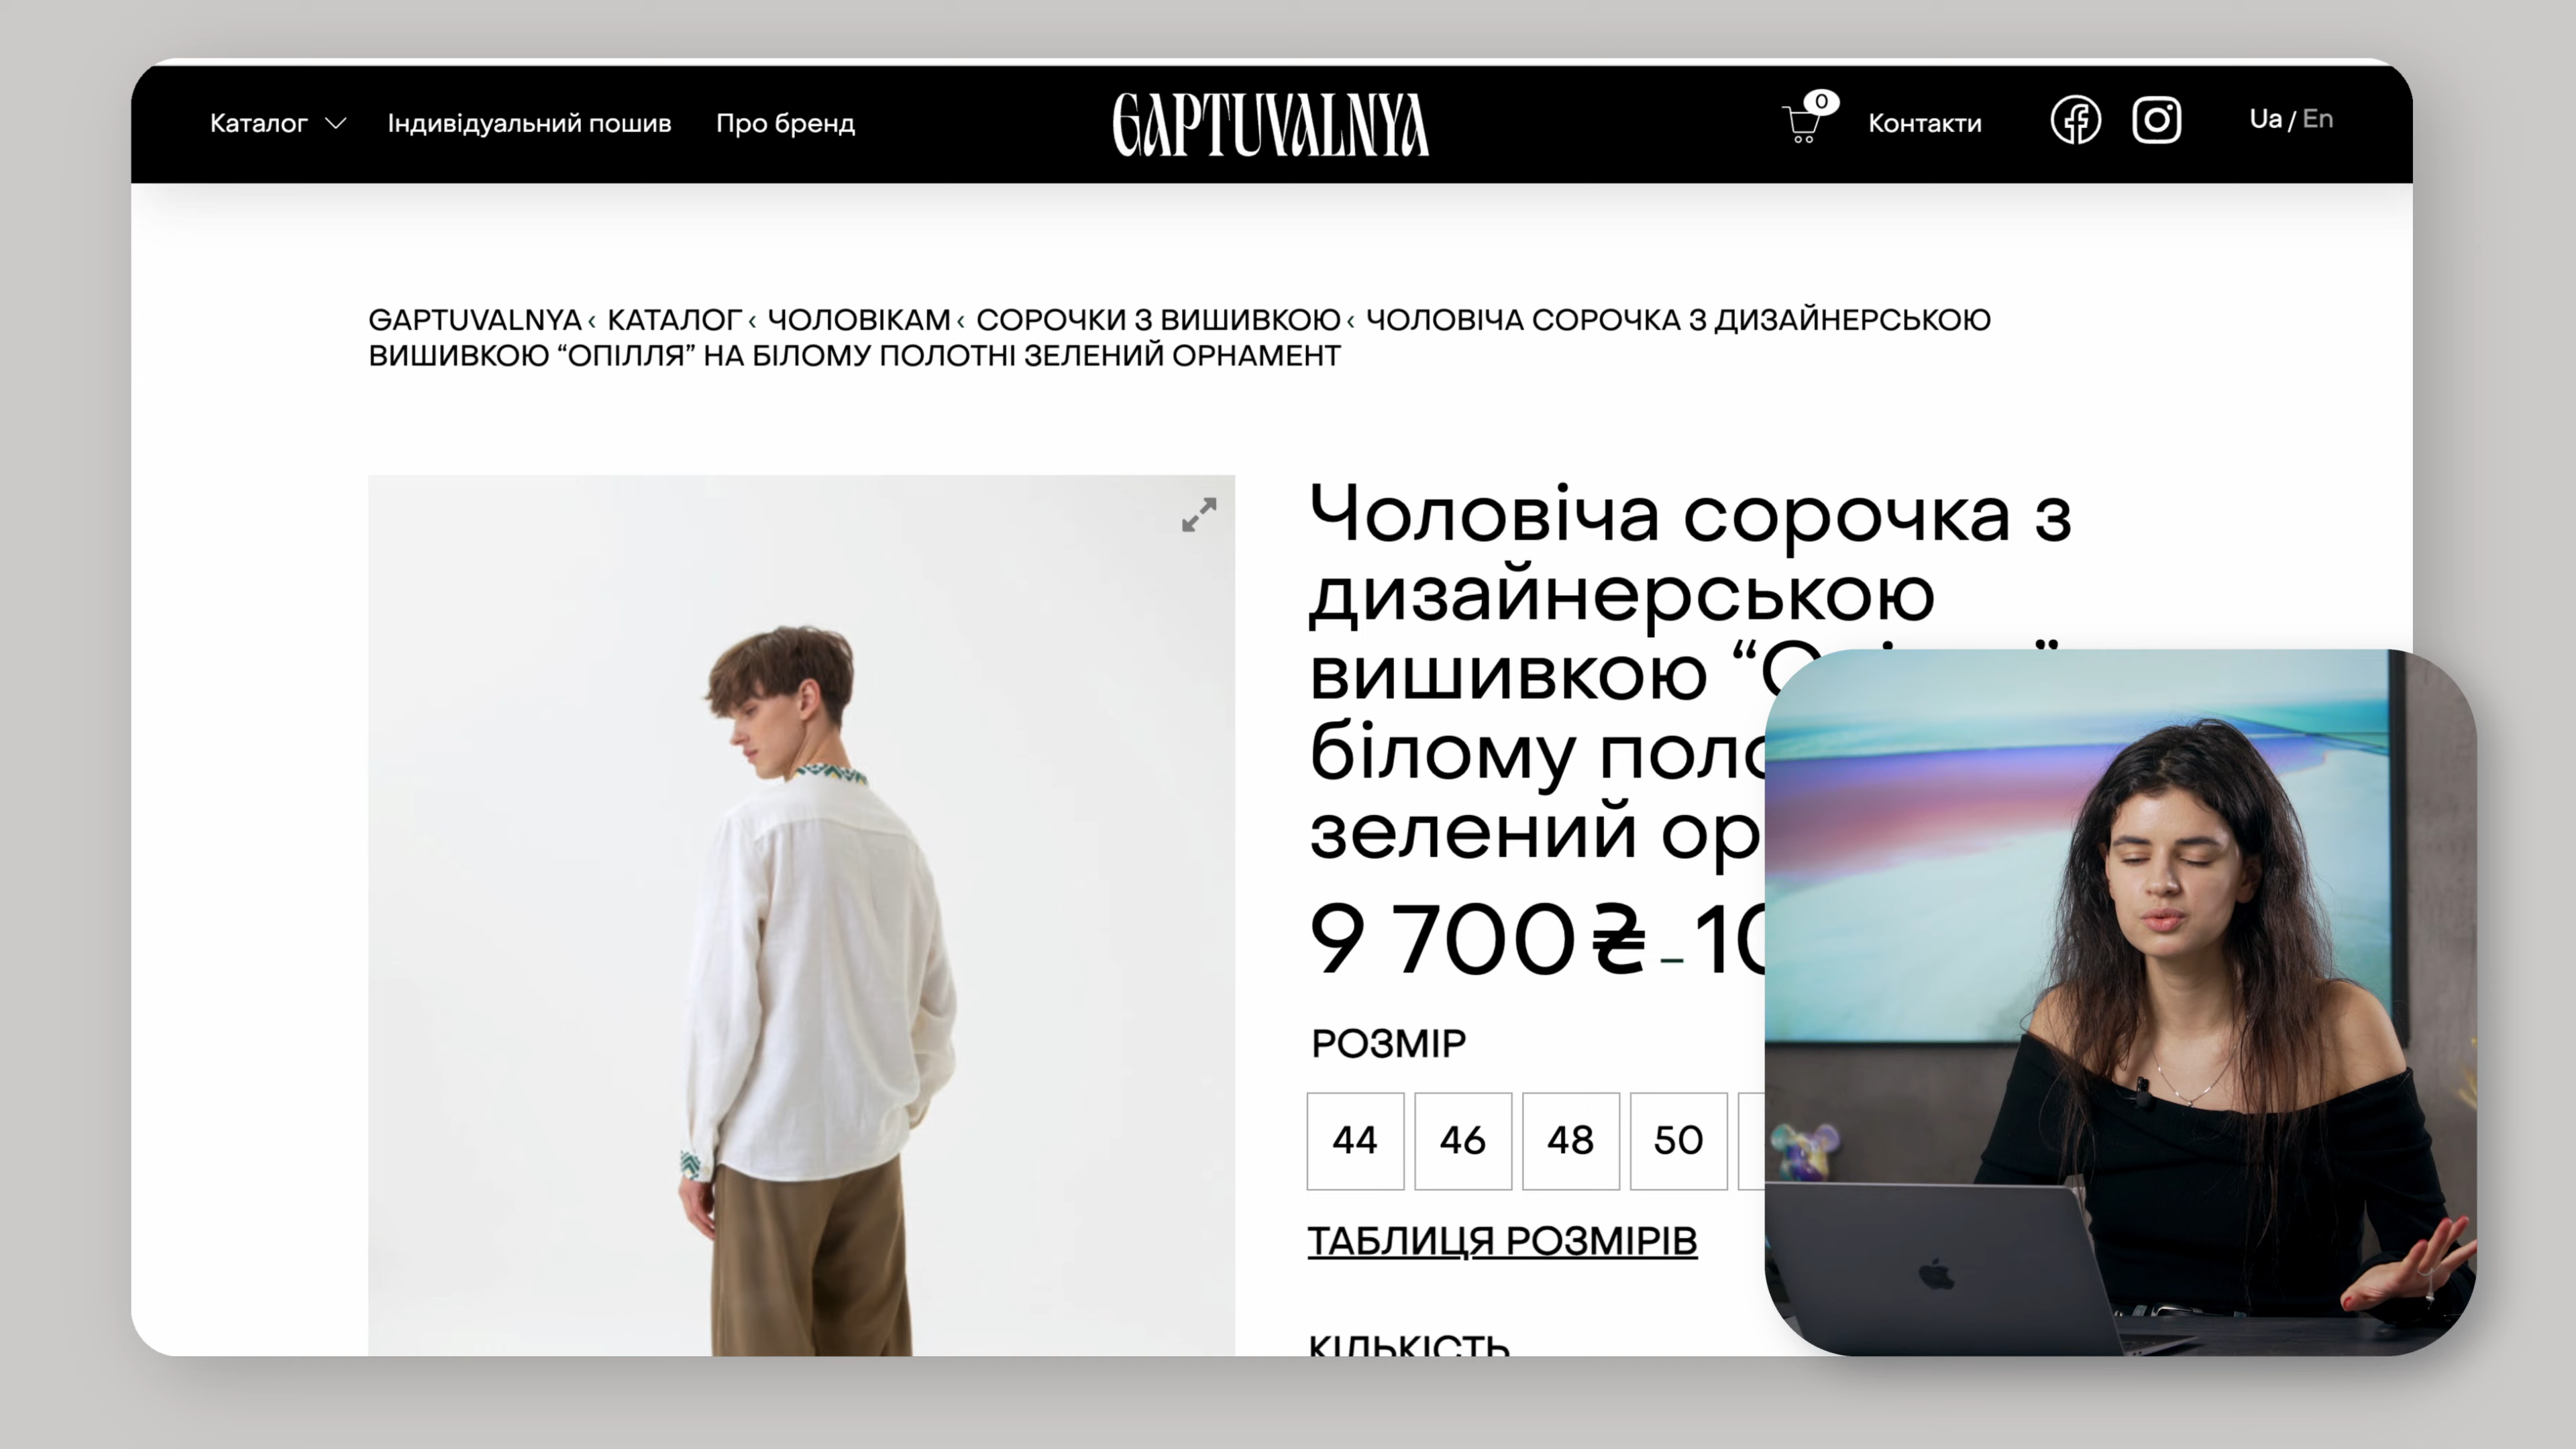 Каталог Індивідуальний пошив Про бренд GAPTUVALNYA 0 Контакти Ua / En
GAPTUVALNYA ‹ КАТАЛОГ ‹ ЧОЛОВІКАМ ‹ СОРОЧКИ З ВИШИВКОЮ ‹ ЧОЛОВІЧА СОРОЧКА З ДИЗАЙНЕРСЬКОЮ
ВИШИВКОЮ “ОПІЛЛЯ” НА БІЛОМУ ПОЛОТНІ ЗЕЛЕНИЙ ОРНАМЕНТ
Чоловіча сорочка з
дизайнерською
вишивкою
білому
зелений
9 700 ₴ –
РОЗМІР
44 46 48 50
ТАБЛИЦЯ РОЗМІРІВ
КІЛЬКІСТЬ